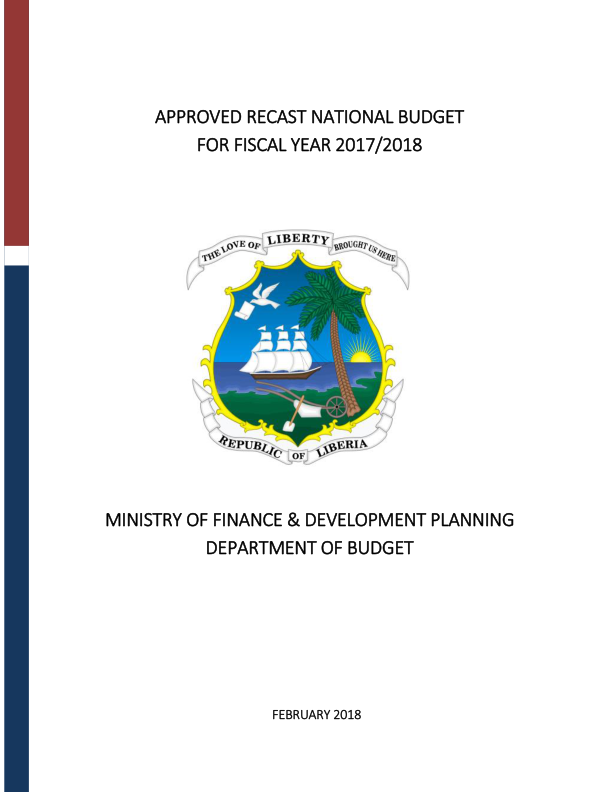 APPROVED RECAST NATIONAL BUDGET
FOR FISCAL YEAR 2017/2018
THE LOVE OF LIBERTY BROUGHT US HERE
REPUBLIC OF LIBERIA
MINISTRY OF FINANCE & DEVELOPMENT PLANNING
DEPARTMENT OF BUDGET
FEBRUARY 2018